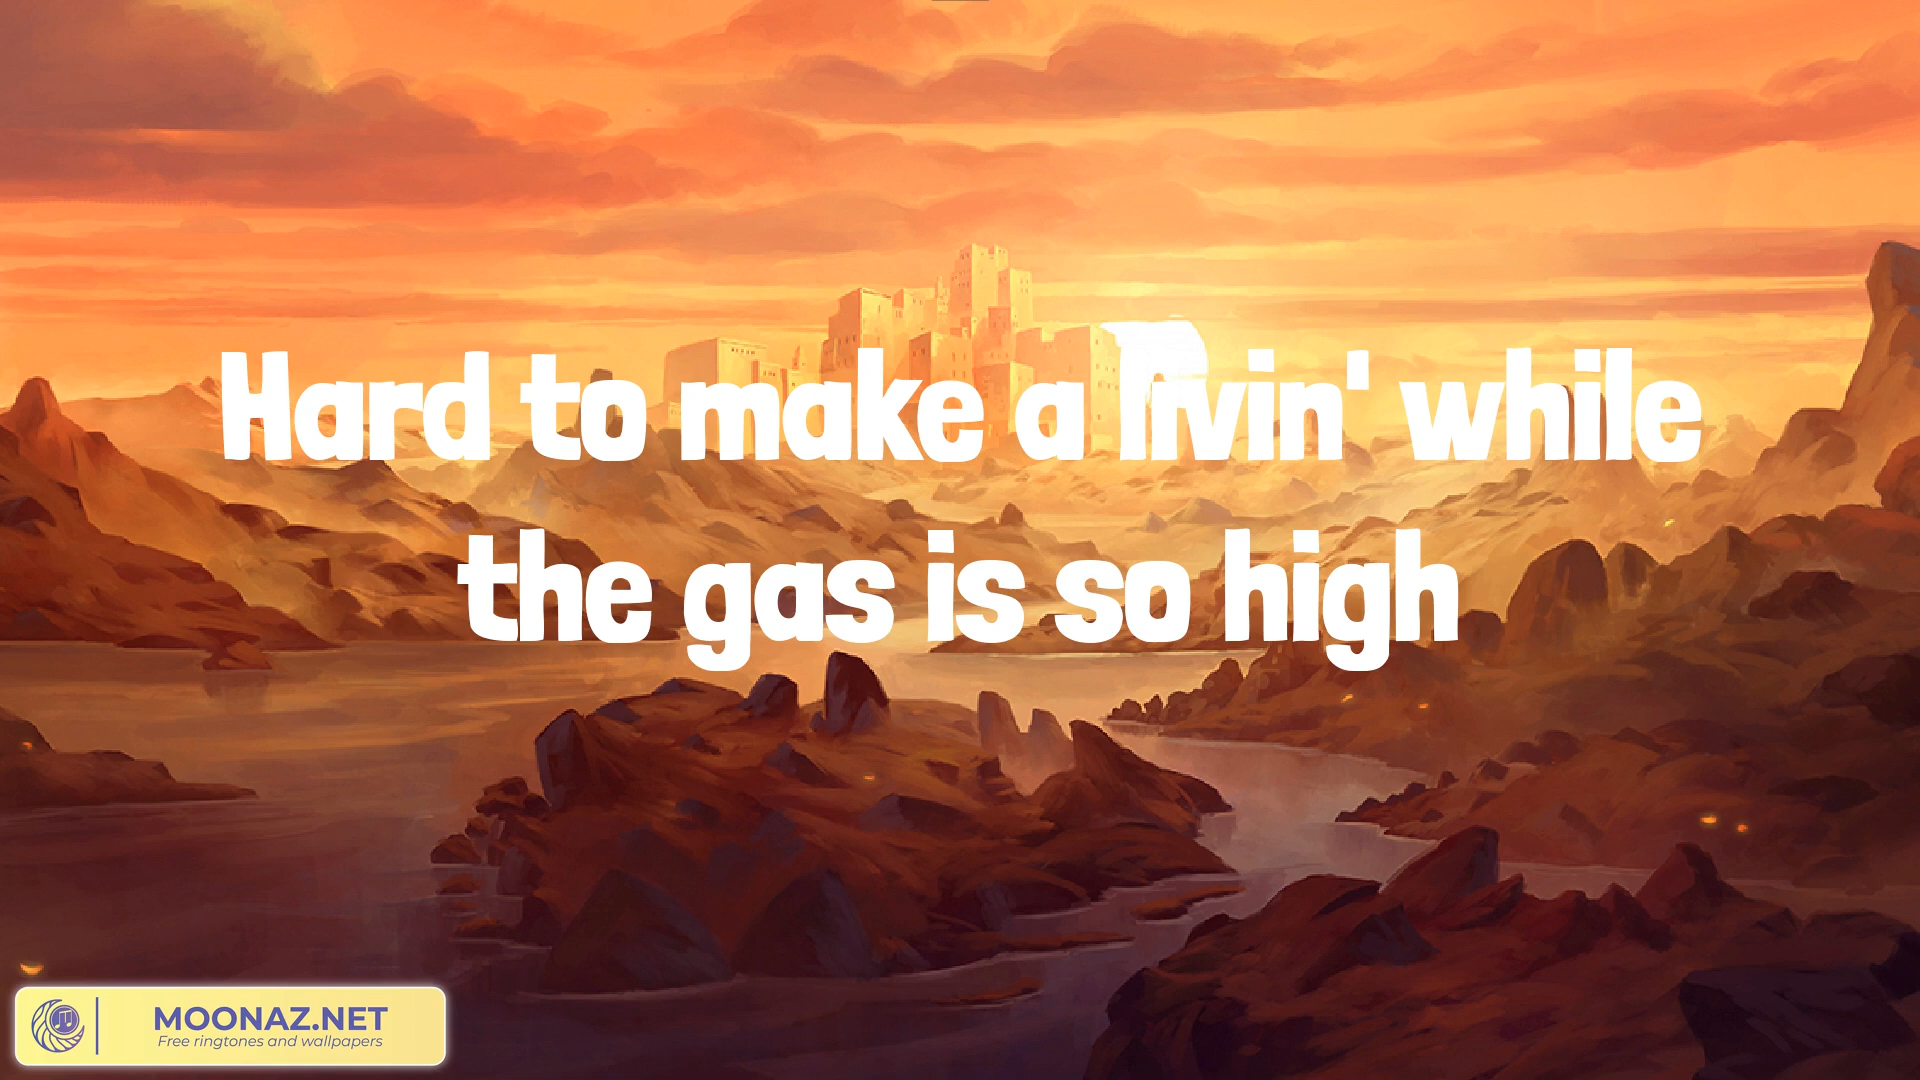 Hard to make a livin' while
the gas is so high
MOONAZ.NET
Free ringtones and wallpapers